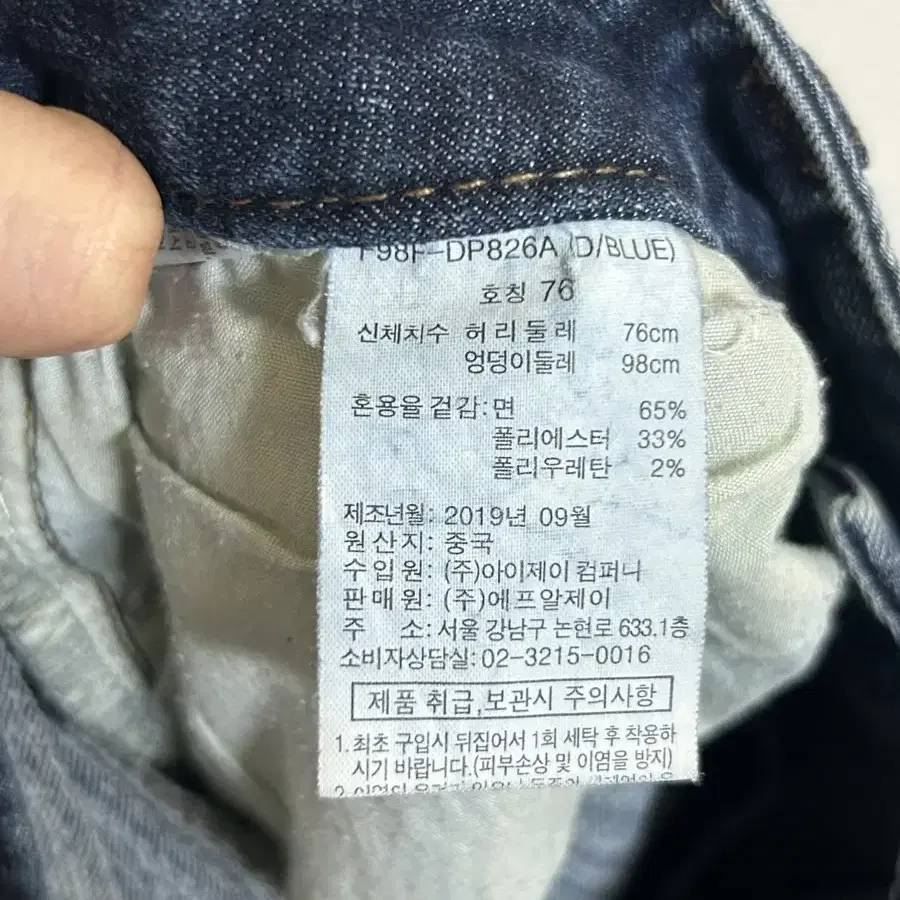 F98F-DP826A (D/BLUE)
호칭 76
신체치수 허리둘레 76cm
엉덩이둘레 98cm
혼용율 겉감: 면 65%
폴리에스터 33%
폴리우레탄 2%
제조년월: 2019년 09월
원산지: 중국
수입원: (주)아이제이 컴퍼니
판매원: (주)에프알제이
주 소: 서울 강남구 논현로 633.1층
소비자상담실: 02-3215-0016
제품 취급,보관시 주의사항
1.최초 구입시 뒤집어서 1회 세탁 후 착용하
시기 바랍니다.(피부손상 및 이염을 방지)